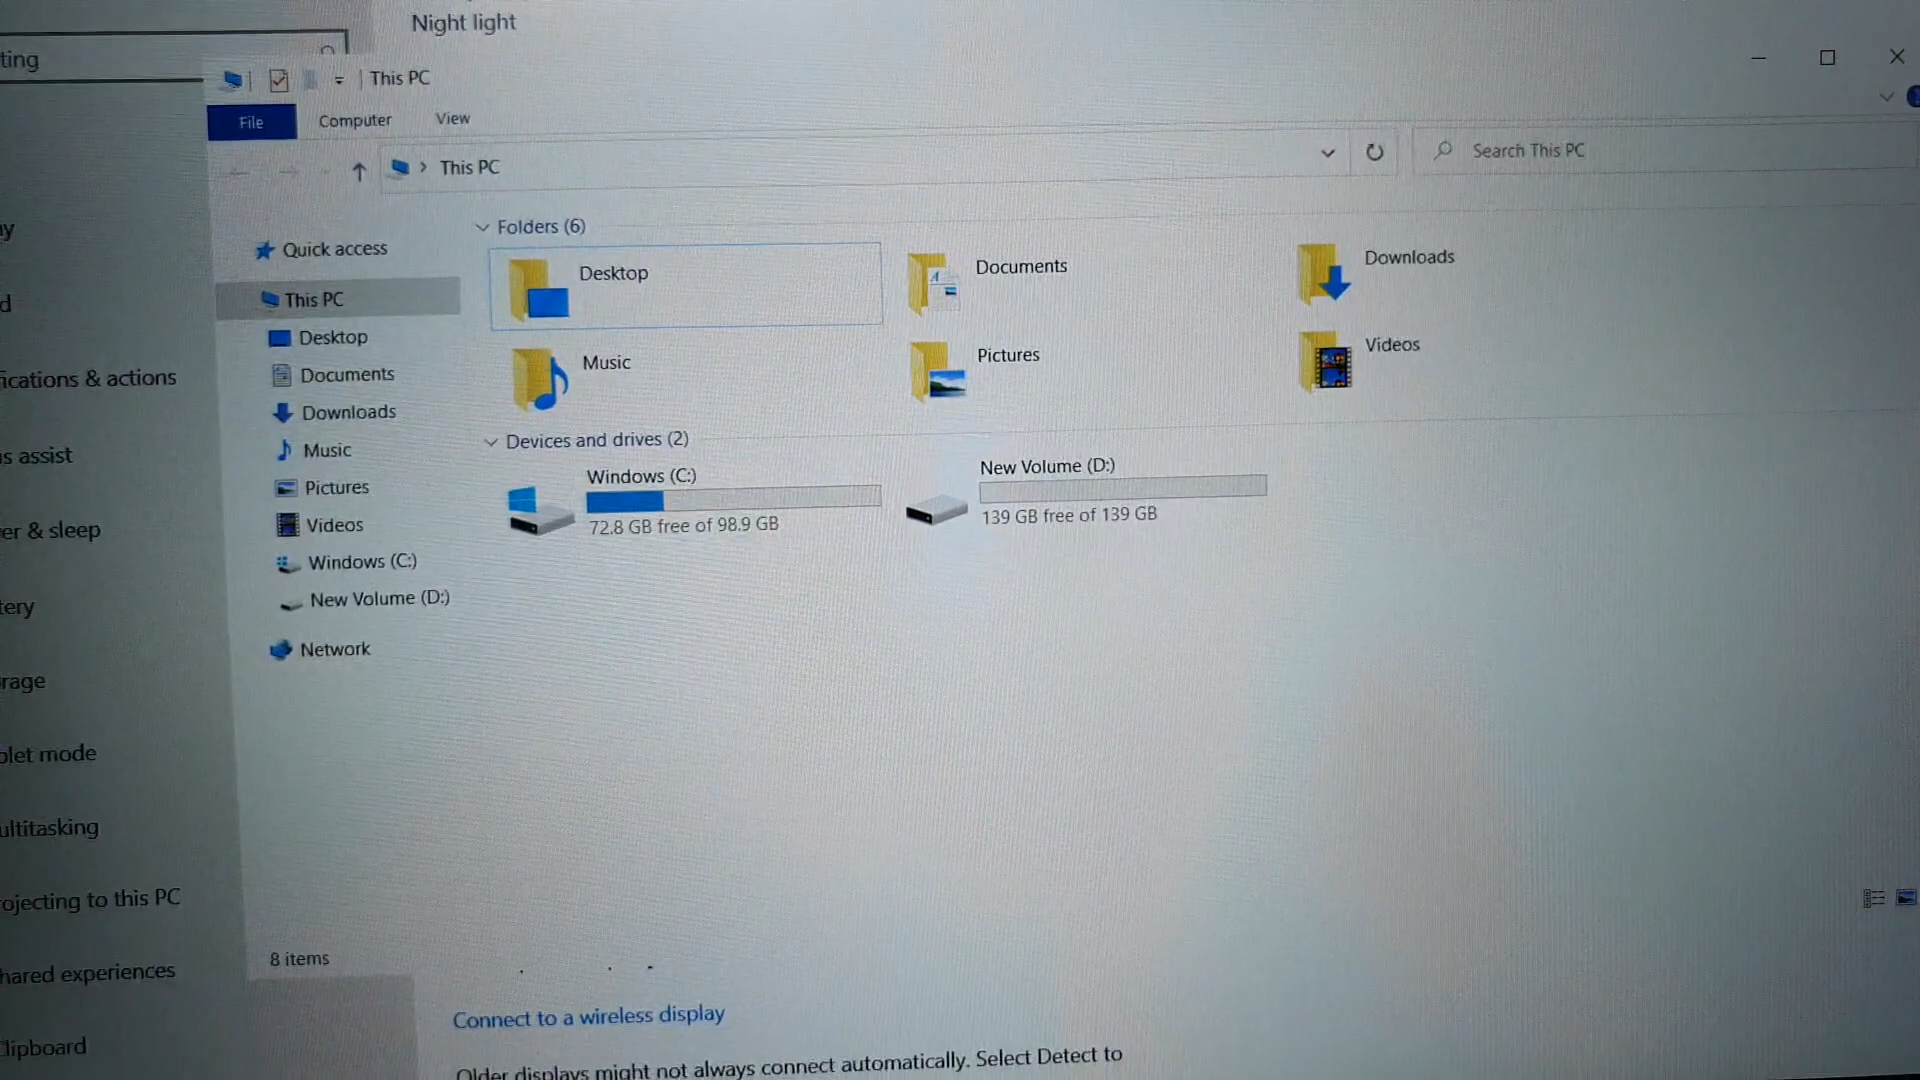 Night light
ting
This PC
File
Computer
View
This PC
Search This PC
Quick access
This PC
Desktop
Documents
Downloads
Music
Pictures
Videos
Windows (C:)
New Volume (D:)
Network
Folders (6)
Desktop
Documents
Downloads
Music
Pictures
Videos
Devices and drives (2)
Windows (C:)
72.8 GB free of 98.9 GB
New Volume (D:)
139 GB free of 139 GB
8 items
ay
d
ications & actions
s assist
er & sleep
tery
rage
blet mode
ultitasking
rojecting to this PC
hared experiences
Clipboard
Connect to a wireless display
Older displays might not always connect automatically. Select Detect to